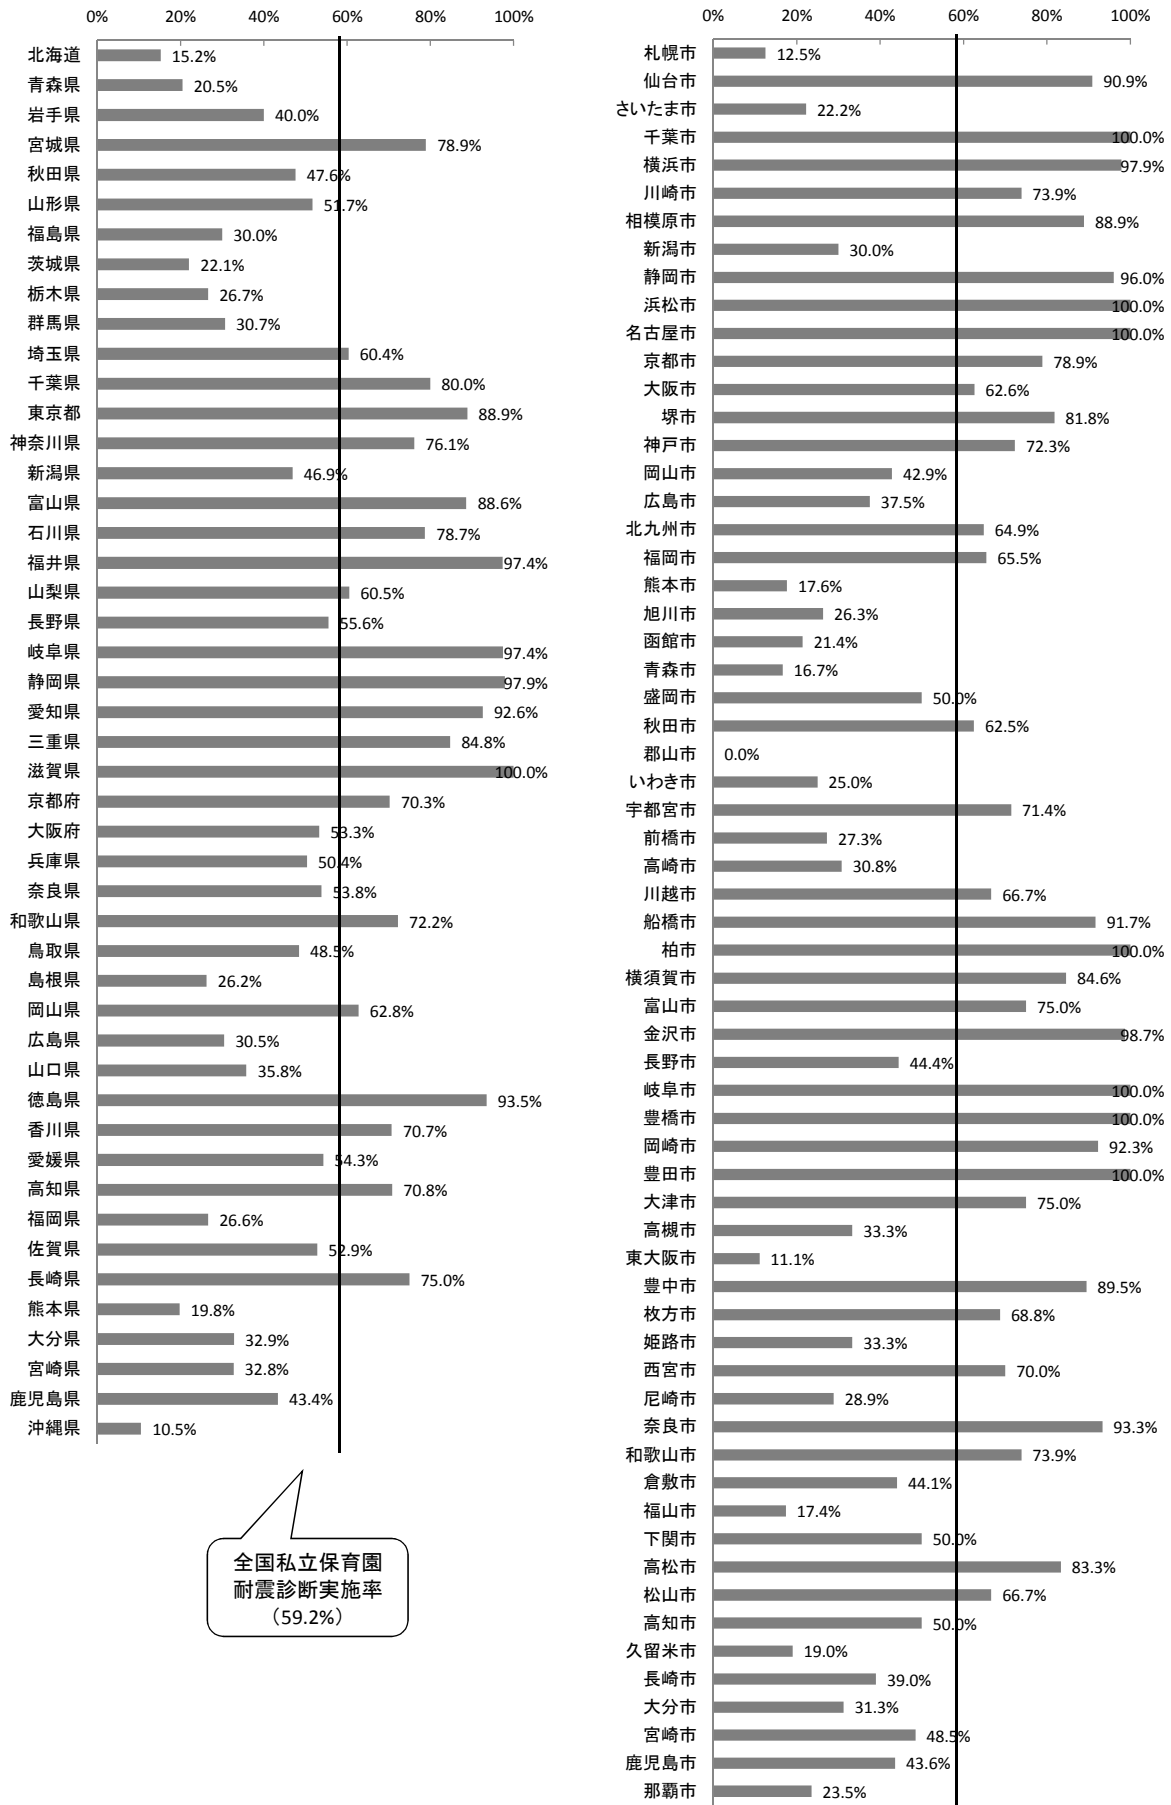 0% 20% 40% 60% 80% 100%
北海道 15.2%
青森県 20.5%
岩手県 40.0%
宮城県 78.9%
秋田県 47.6%
山形県 51.7%
福島県 30.0%
茨城県 22.1%
栃木県 26.7%
群馬県 30.7%
埼玉県 60.4%
千葉県 80.0%
東京都 88.9%
神奈川県 76.1%
新潟県 46.9%
富山県 88.6%
石川県 78.7%
福井県 97.4%
山梨県 60.5%
長野県 55.6%
岐阜県 97.4%
静岡県 97.9%
愛知県 92.6%
三重県 84.8%
滋賀県 100.0%
京都府 70.3%
大阪府 53.3%
兵庫県 50.4%
奈良県 53.8%
和歌山県 72.2%
鳥取県 48.5%
島根県 26.2%
岡山県 62.8%
広島県 30.5%
山口県 35.8%
徳島県 93.5%
香川県 70.7%
愛媛県 54.3%
高知県 70.8%
福岡県 26.6%
佐賀県 52.9%
長崎県 75.0%
熊本県 19.8%
大分県 32.9%
宮崎県 32.8%
鹿児島県 43.4%
沖縄県 10.5%
全国私立保育園
耐震診断実施率
（59.2%）
0% 20% 40% 60% 80% 100%
札幌市 12.5%
仙台市 90.9%
さいたま市 22.2%
千葉市 100.0%
横浜市 97.9%
川崎市 73.9%
相模原市 88.9%
新潟市 30.0%
静岡市 96.0%
浜松市 100.0%
名古屋市 100.0%
京都市 78.9%
大阪市 62.6%
堺市 81.8%
神戸市 72.3%
岡山市 42.9%
広島市 37.5%
北九州市 64.9%
福岡市 65.5%
熊本市 17.6%
旭川市 26.3%
函館市 21.4%
青森市 16.7%
盛岡市 50.0%
秋田市 62.5%
郡山市 0.0%
いわき市 25.0%
宇都宮市 71.4%
前橋市 27.3%
高崎市 30.8%
川越市 66.7%
船橋市 91.7%
柏市 100.0%
横須賀市 84.6%
富山市 75.0%
金沢市 98.7%
長野市 44.4%
岐阜市 100.0%
豊橋市 100.0%
岡崎市 92.3%
豊田市 100.0%
大津市 75.0%
高槻市 33.3%
東大阪市 11.1%
豊中市 89.5%
枚方市 68.8%
姫路市 33.3%
西宮市 70.0%
尼崎市 28.9%
奈良市 93.3%
和歌山市 73.9%
倉敷市 44.1%
福山市 17.4%
下関市 50.0%
高松市 83.3%
松山市 66.7%
高知市 50.0%
久留米市 19.0%
長崎市 39.0%
大分市 31.3%
宮崎市 48.5%
鹿児島市 43.6%
那覇市 23.5%